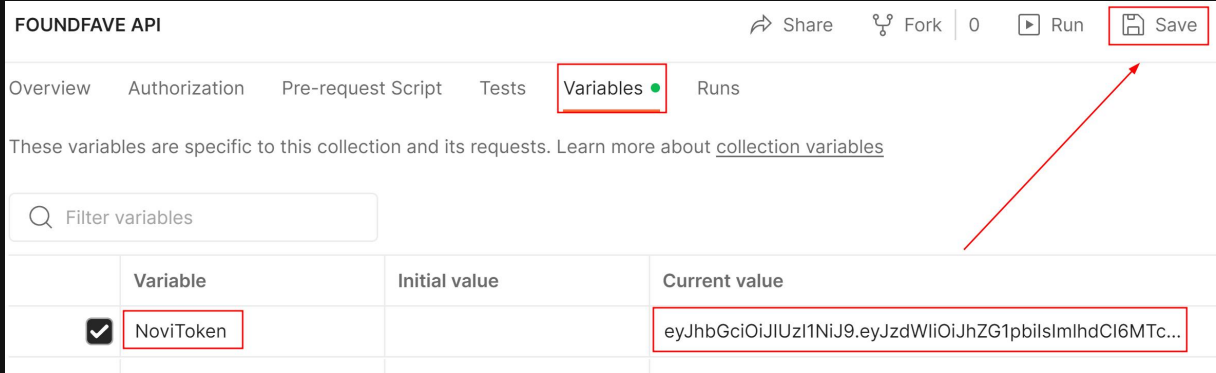 FOUNDFAVE API Share Fork 0 Run Save
Overview Authorization Pre-request Script Tests Variables Runs
These variables are specific to this collection and its requests. Learn more about collection variables
Filter variables
Variable Initial value Current value
NoviToken eyJhbGciOiJIUzI1NiJ9.eyJzdWIiOiJhZG1pbiIsImlhdCI6MTc...